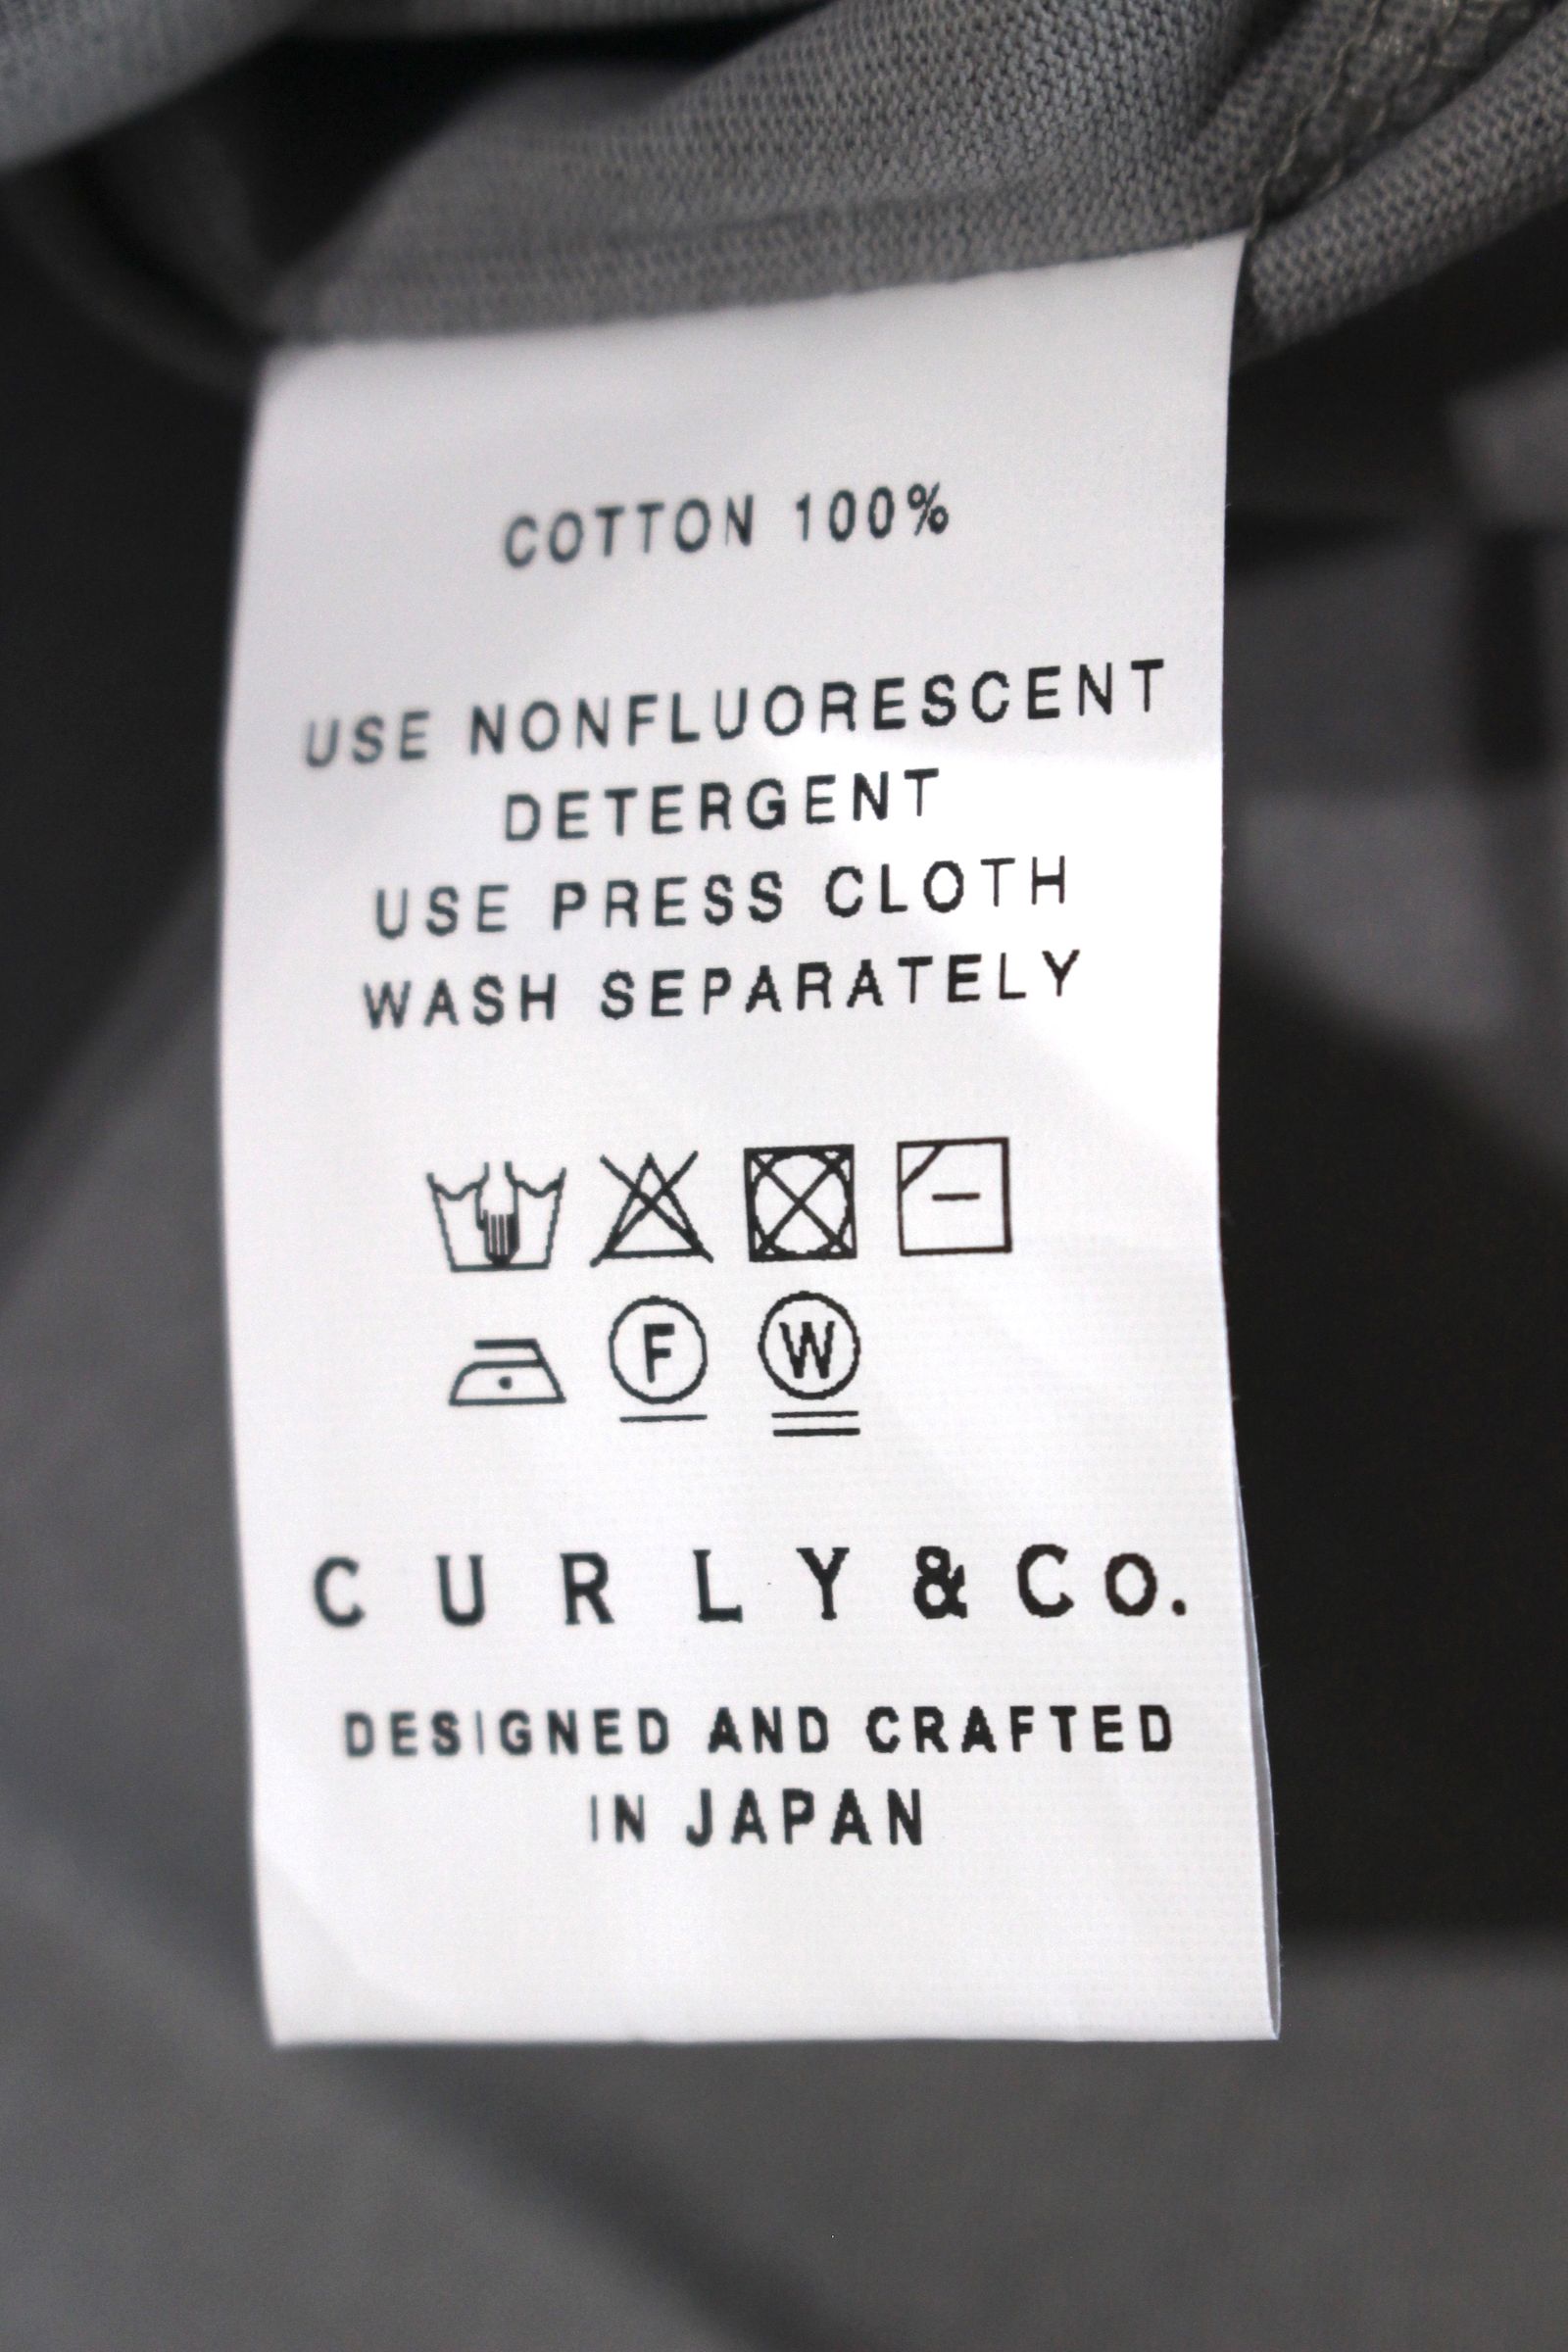 COTTON 100%
USE NONFLUORESCENT
DETERGENT
USE PRESS CLOTH
WASH SEPARATELY
F W
CURLY&Co.
DESIGNED AND CRAFTED
IN JAPAN